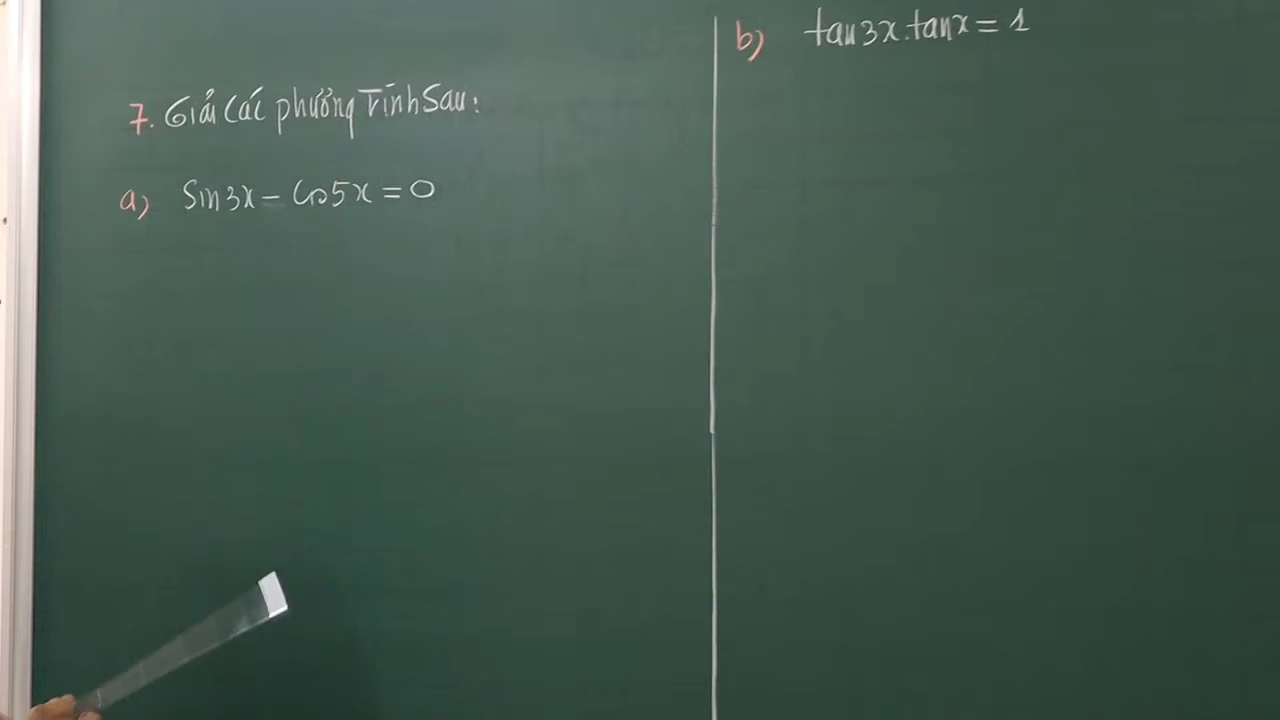 7. Giải các phương Trình Sau:
a) Sin3x - Cos5x = 0
b) tan3x.tanx = 1